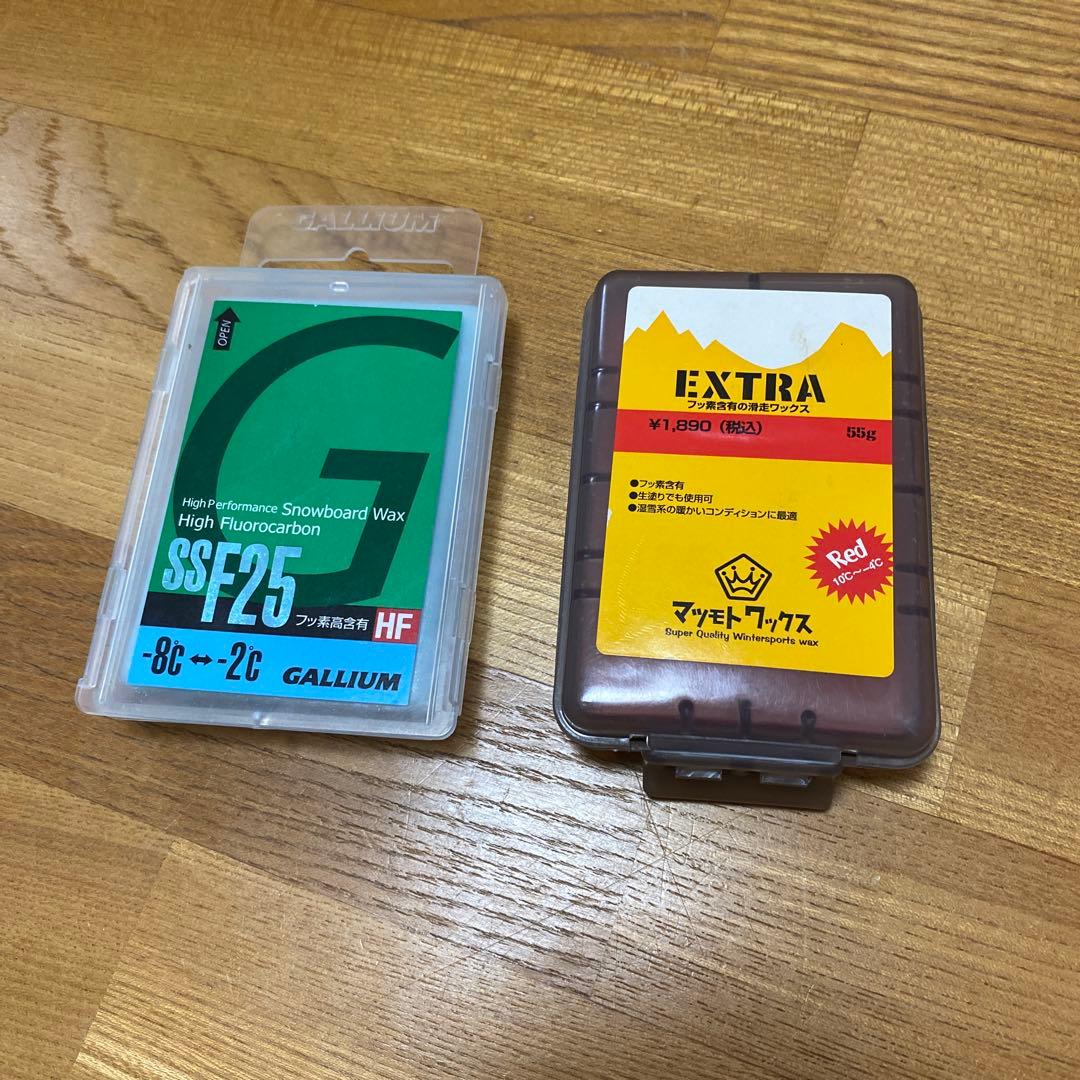 GALLIUM
OPEN
G
High Performance Snowboard Wax
High Fluorocarbon
SSF25
フッ素高含有 HF
-8℃ ↔ -2℃ GALLIUM
EXTRA
フッ素含有の滑走ワックス
¥1,890 (税込) 55g
●フッ素含有
●生塗りでも使用可
●湿雪系の暖かいコンディションに最適
Red
10℃〜-4℃
マツモトワックス
Super Quality Wintersports wax